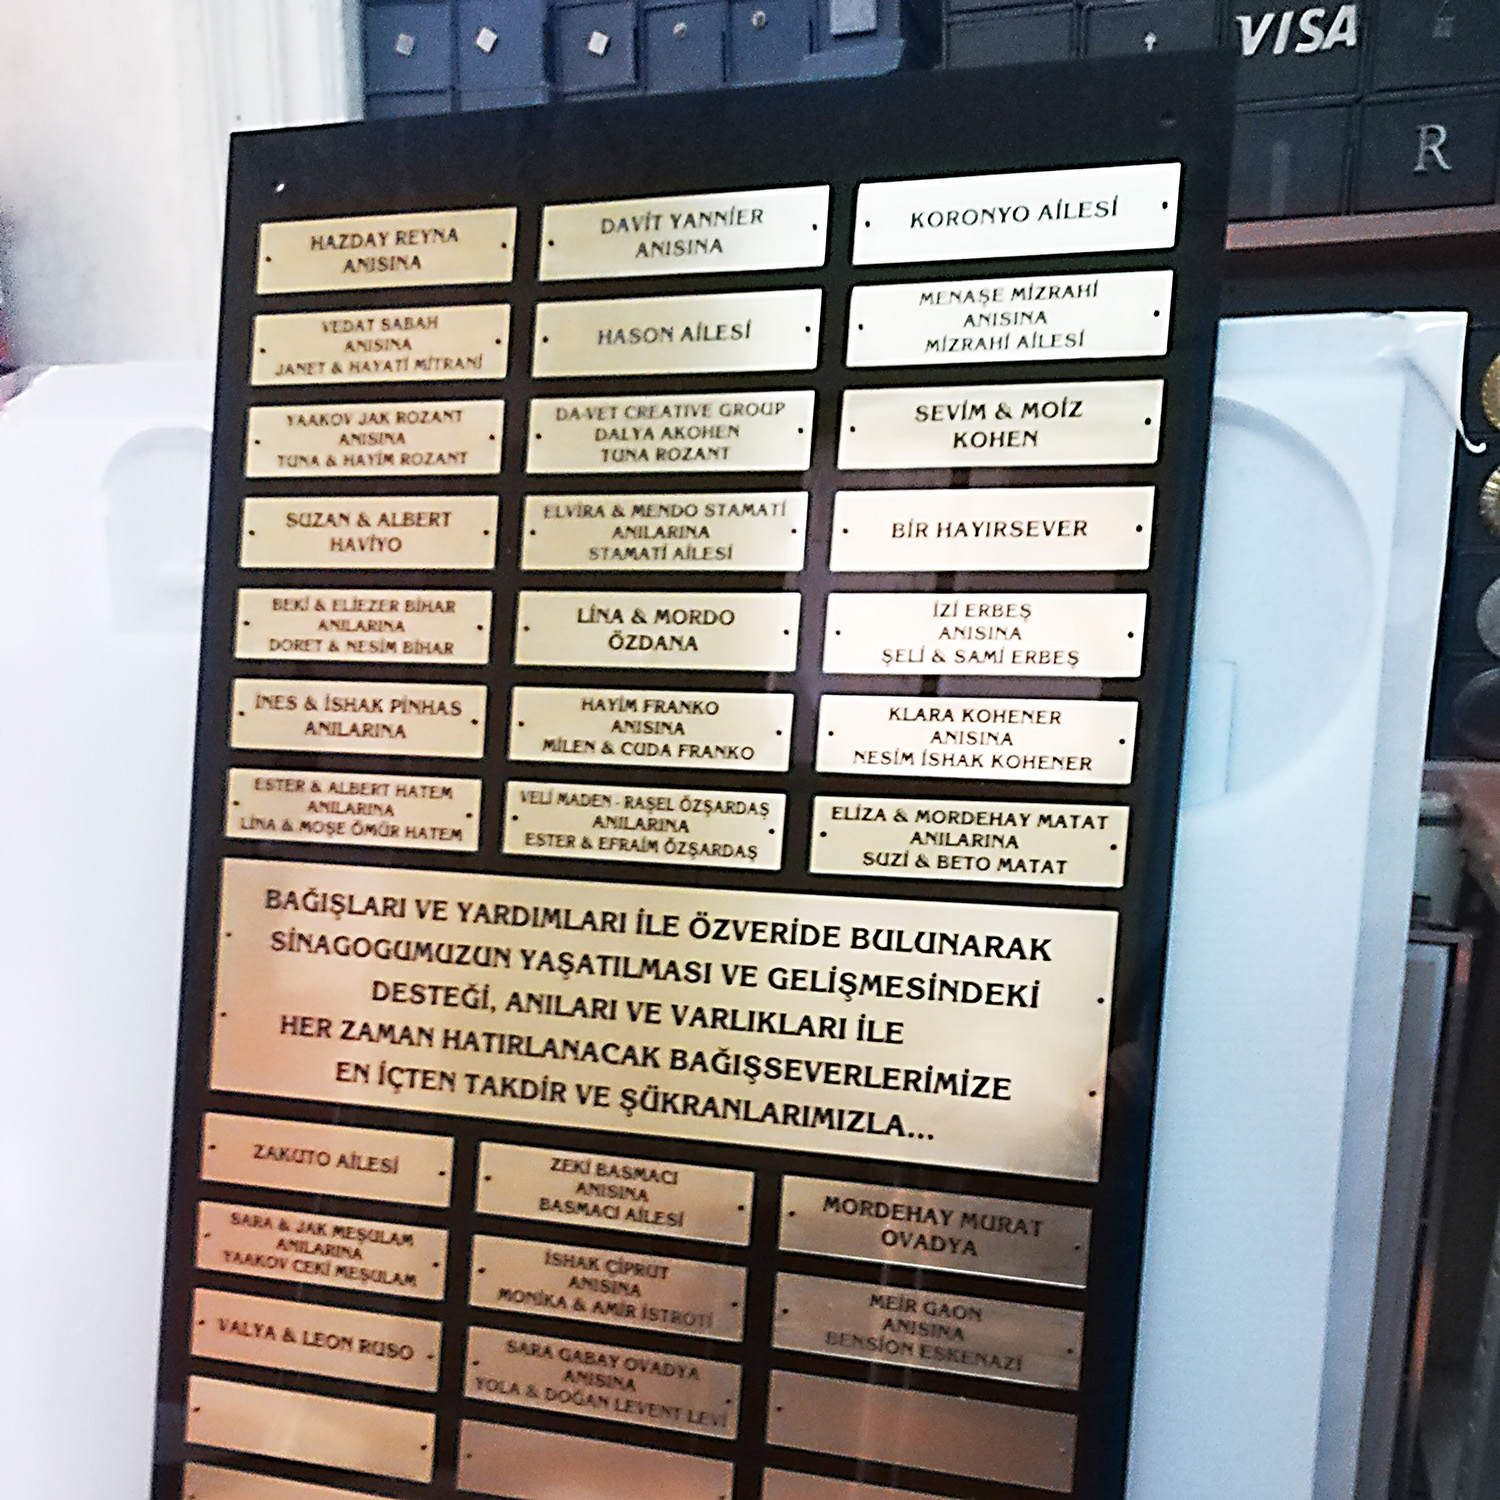 VISA
R
HAZDAY REYNA
ANISINA
DAVİT YANNİER
ANISINA
KORONYO AİLESİ
VEDAT SABAH
ANISINA
JANET & HAYATİ MİTRANİ
HASON AİLESİ
MENAŞE MİZRAHİ
ANISINA
MİZRAHİ AİLESİ
YAAKOV JAK ROZANT
ANISINA
TUNA & HAYİM ROZANT
DA-VET CREATIVE GROUP
DALYA AKOHEN
TUNA ROZANT
SEVİM & MOİZ
KOHEN
SUZAN & ALBERT
HAVİYO
ELVİRA & MENDO STAMATİ
ANILARINA
STAMATİ AİLESİ
BİR HAYIRSEVER
BEKİ & ELİEZER BİHAR
ANILARINA
DORET & NESİM BİHAR
LİNA & MORDO
ÖZDANA
İZİ ERBEŞ
ANISINA
ŞELİ & SAMİ ERBEŞ
İNES & İSHAK PİNHAS
ANILARINA
HAYİM FRANKO
ANISINA
MİLEN & CUDA FRANKO
KLARA KOHENER
ANISINA
NESİM İSHAK KOHENER
ESTER & ALBERT HATEM
ANILARINA
LİNA & MOŞE ÖMÜR HATEM
VELİ MADEN - RAŞEL ÖZŞARDAŞ
ANILARINA
ESTER & EFRAİM ÖZŞARDAŞ
ELİZA & MORDEHAY MATAT
ANILARINA
SUZİ & BETO MATAT
BAĞIŞLARI VE YARDIMLARI İLE ÖZVERİDE BULUNARAK
SİNAGOGUMUZUN YAŞATILMASI VE GELİŞMESİNDEKİ
DESTEĞİ, ANILARI VE VARLIKLARI İLE
HER ZAMAN HATIRLANACAK BAĞIŞSEVERLERİMİZE
EN İÇTEN TAKDİR VE ŞÜKRANLARIMIZLA...
ZAKUTO AİLESİ
ZEKİ BASMACI
ANISINA
BASMACI AİLESİ
MORDEHAY MURAT
OVADYA
SARA & JAK MEŞULAM
ANILARINA
YAAKOV CEKİ MEŞULAM
İSHAK ÇİPRUT
ANISINA
MONİKA & AMİR İSTROTİ
MEİR GAON
ANISINA
BENSİON ESKENAZİ
VALYA & LEON RUSO
SARA GABAY OVADYA
ANISINA
YOLA & DOĞAN LEVENT LEVİ